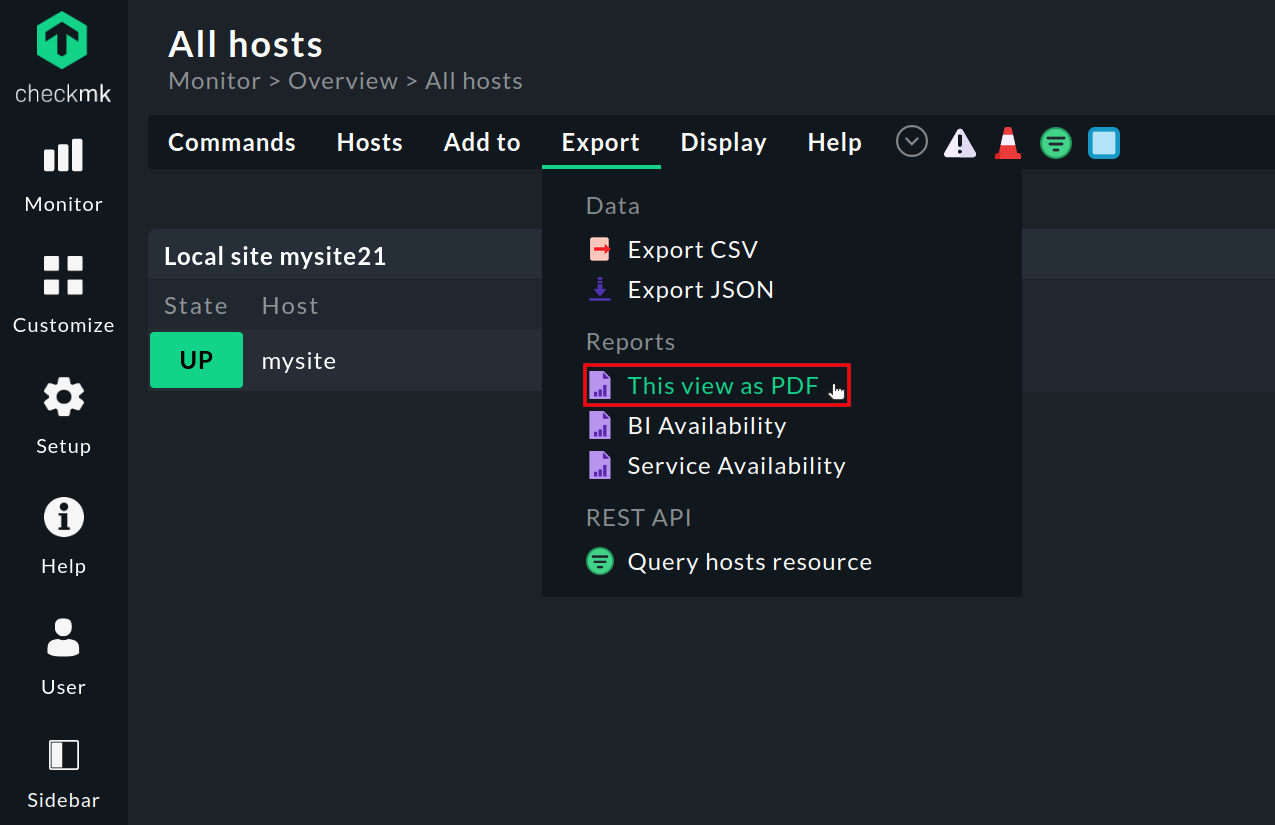 checkmk
Monitor
Customize
Setup
Help
User
Sidebar
All hosts
Monitor > Overview > All hosts
Commands Hosts Add to Export Display Help
Local site mysite21
State Host
UP mysite
Data
Export CSV
Export JSON
Reports
This view as PDF
BI Availability
Service Availability
REST API
Query hosts resource